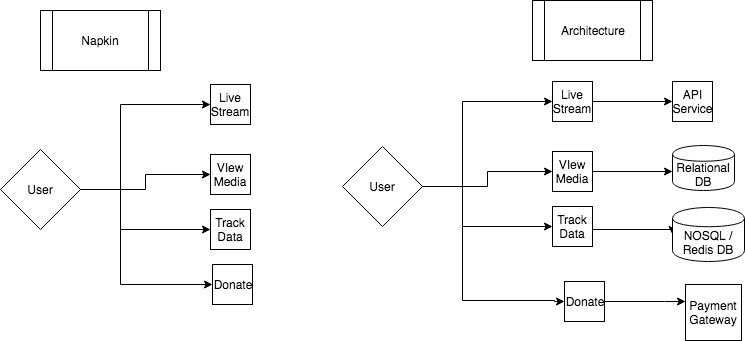 Napkin
Live
Stream
VIew
Media
User
Track
Data
Donate
Architecture
Live
Stream
API
Service
VIew
Media
Relational
DB
User
Track
Data
NOSQL /
Redis DB
Donate
Payment
Gateway